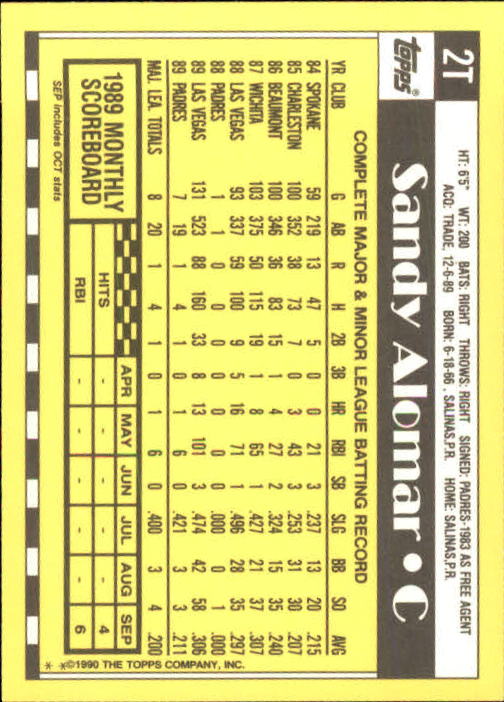 2T
HT: 6'5" WT: 200 BATS: RIGHT THROWS: RIGHT SIGNED: PADRES-1983 AS FREE AGENT
ACQ: TRADE, 12-6-89 BORN: 6-18-66, SALINAS, P.R. HOME: SALINAS, P.R.
Topps®
Sandy Alomar • C
COMPLETE MAJOR & MINOR LEAGUE BATTING RECORD
YR CLUB G AB R H 2B 3B HR RBI SB SLG BB SO AVG
84 SPOKANE 59 219 13 47 5 0 0 21 3 .237 13 20 .215
85 CHARLESTON 100 352 38 73 7 0 3 43 3 .253 31 30 .207
86 BEAUMONT 100 346 36 83 15 1 4 27 2 .324 15 35 .240
87 WICHITA 103 375 50 115 19 1 8 65 1 .427 21 37 .307
88 LAS VEGAS 93 337 59 100 9 5 16 71 1 .496 28 35 .297
88 PADRES 1 1 0 0 0 0 0 0 0 .000 0 1 .000
89 LAS VEGAS 131 523 88 160 33 8 13 101 3 .474 42 58 .306
89 PADRES 7 19 1 4 1 0 1 6 0 .421 3 3 .211
MAJ. LEA. TOTALS 8 20 1 4 1 0 1 6 0 .400 3 4 .200
1989 MONTHLY
SCOREBOARD
SEP includes OCT stats
APR MAY JUN JUL AUG SEP
HITS - - - - - 4
RBI - - - - - 6
* *©1990 THE TOPPS COMPANY, INC.